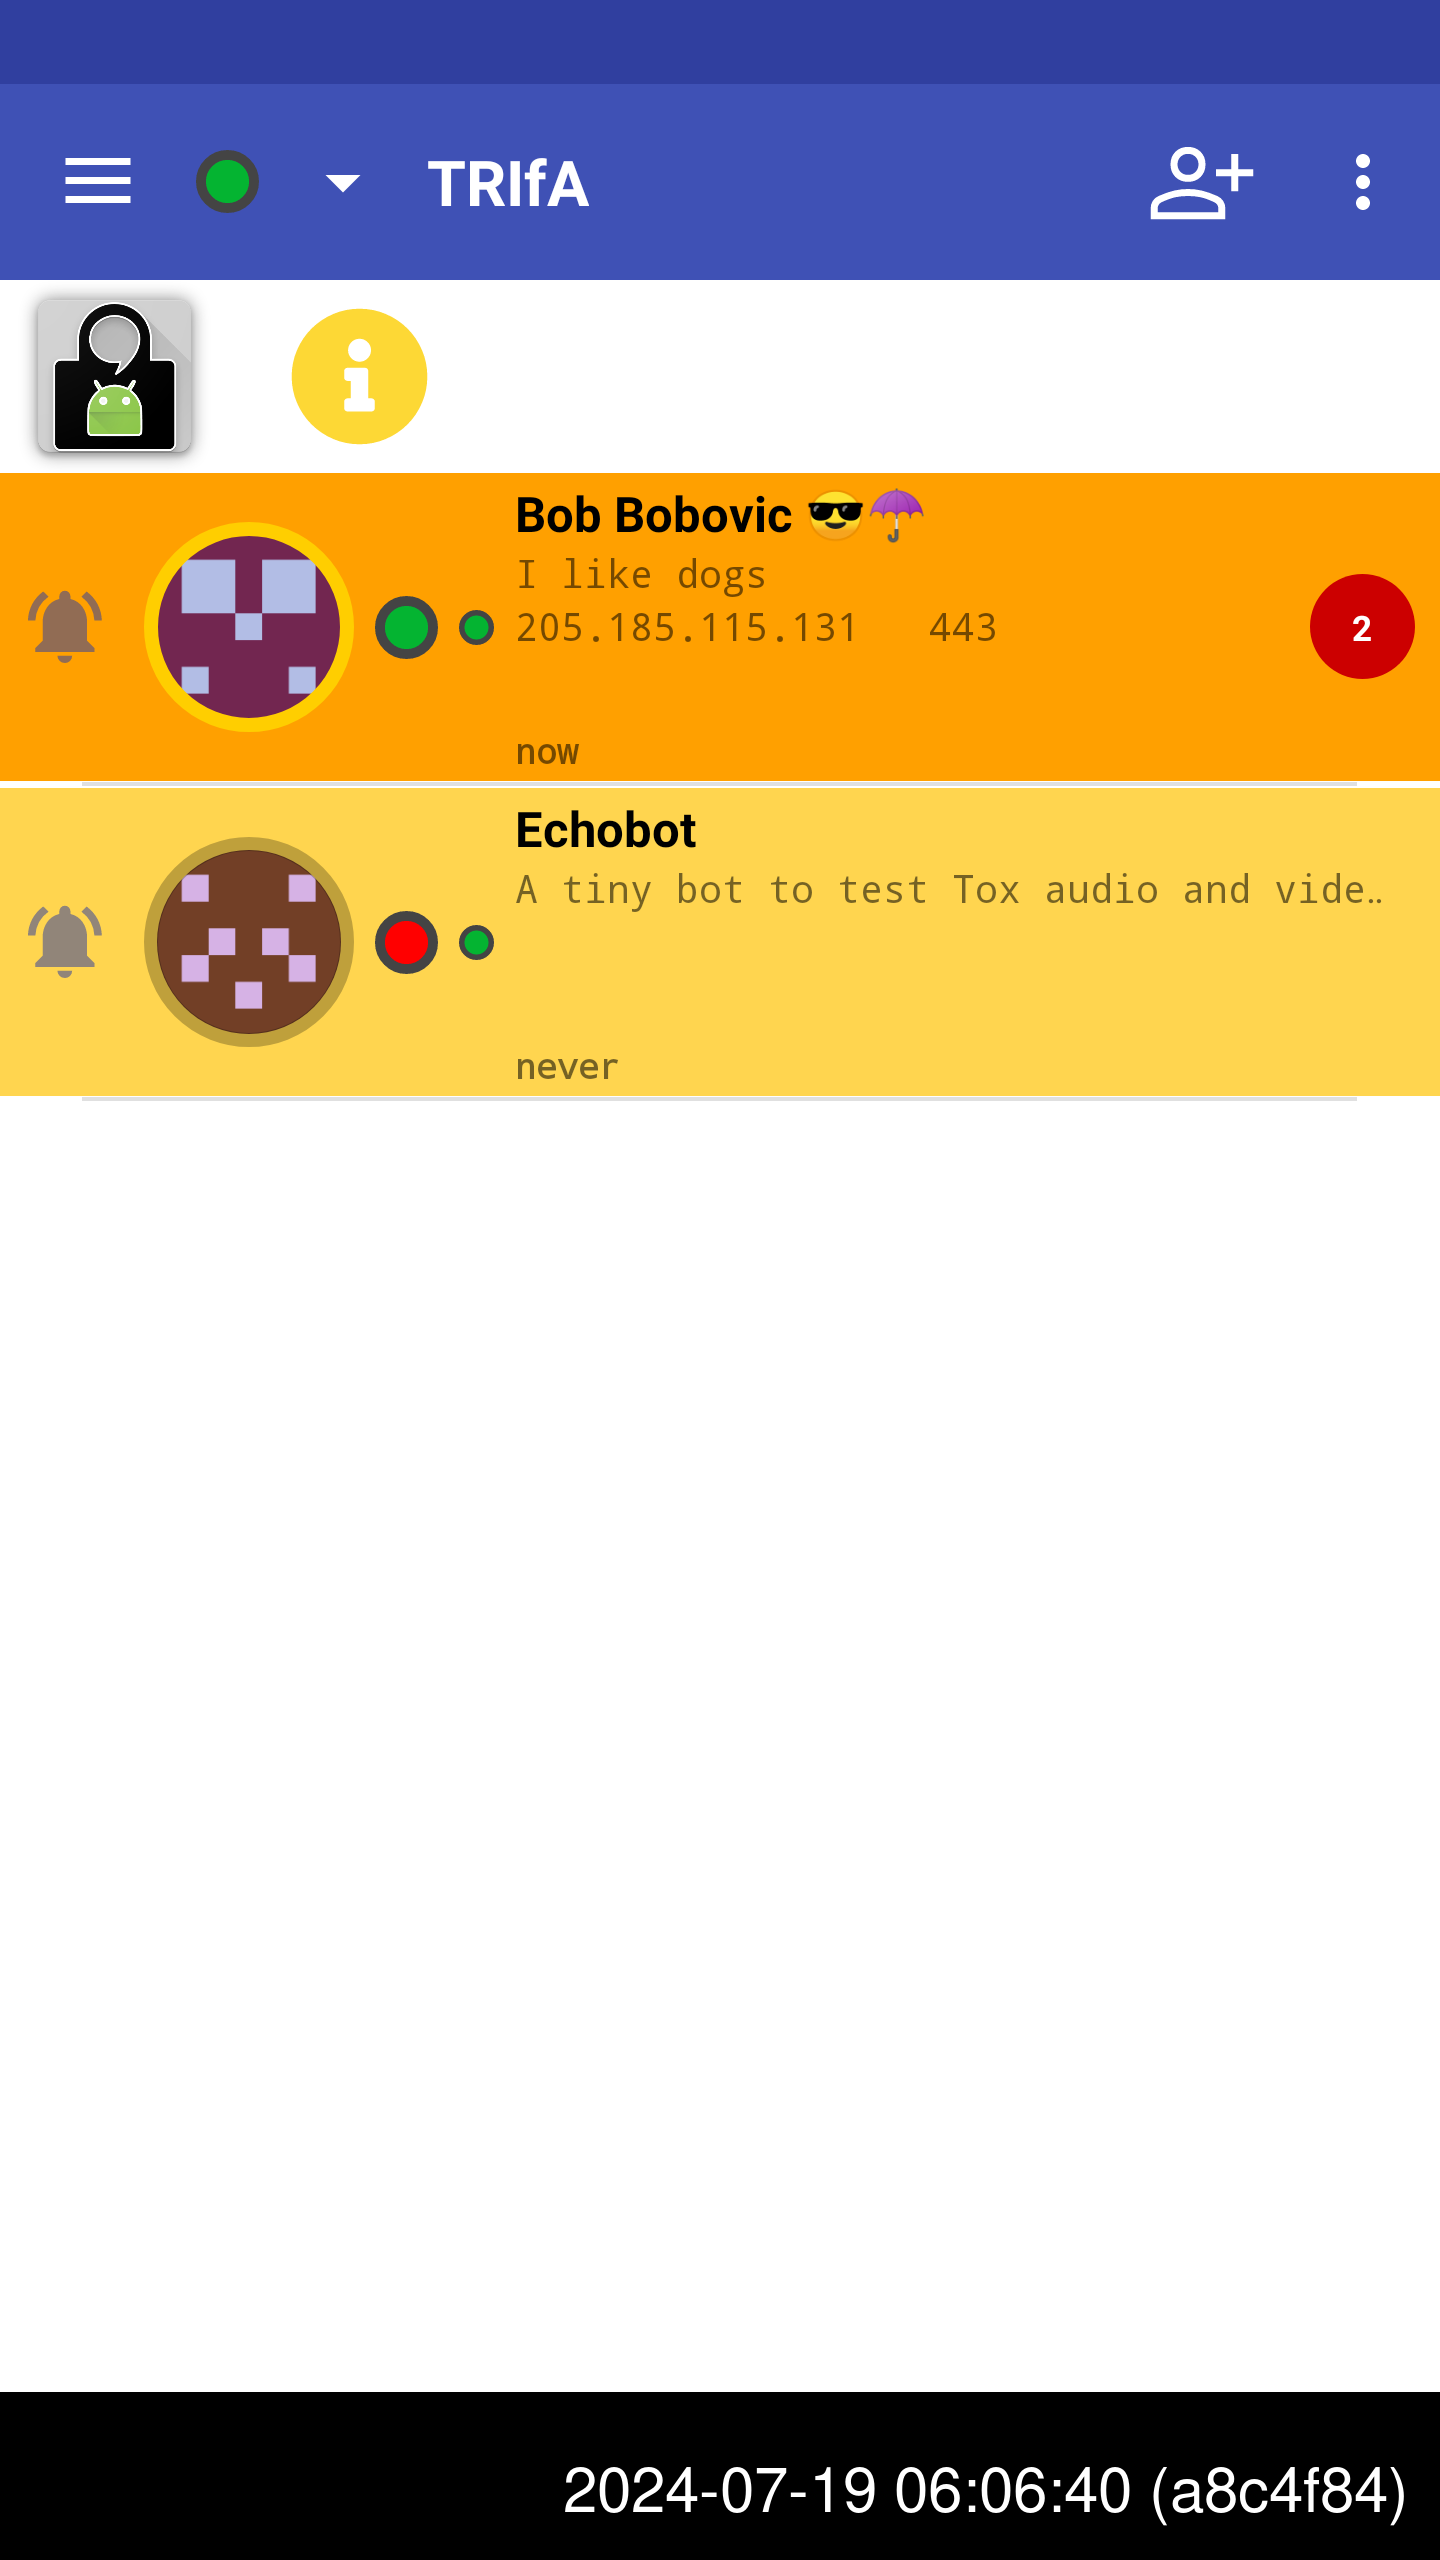 TRIfA
Bob Bobovic 😎☂
I like dogs
205.185.115.131 443
2
now
Echobot
A tiny bot to test Tox audio and vide…
never
2024-07-19 06:06:40 (a8c4f84)